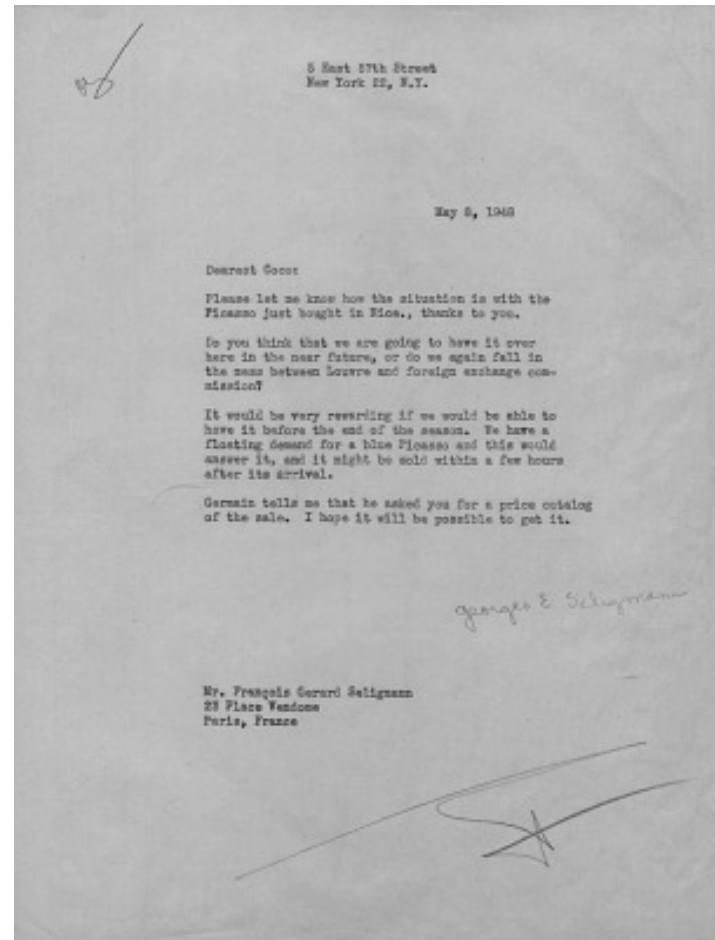 5 East 57th Street
New York 22, N.Y.
May 8, 1948
Dearest Coco:
Please let me know how the situation is with the
Picasso just bought in Nice., thanks to you.
Do you think that we are going to have it over
here in the near future, or do we again fall in
the mess between Louvre and foreign exchange com-
mission?
It would be very rewarding if we would be able to
have it before the end of the season. We have a
floating demand for a blue Picasso and this would
answer it, and it might be sold within a few hours
after its arrival.
Germain tells me that he asked you for a price catalog
of the sale. I hope it will be possible to get it.
Georges E Seligmann
Mr. François Gerard Seligmann
23 Place Vendome
Paris, France